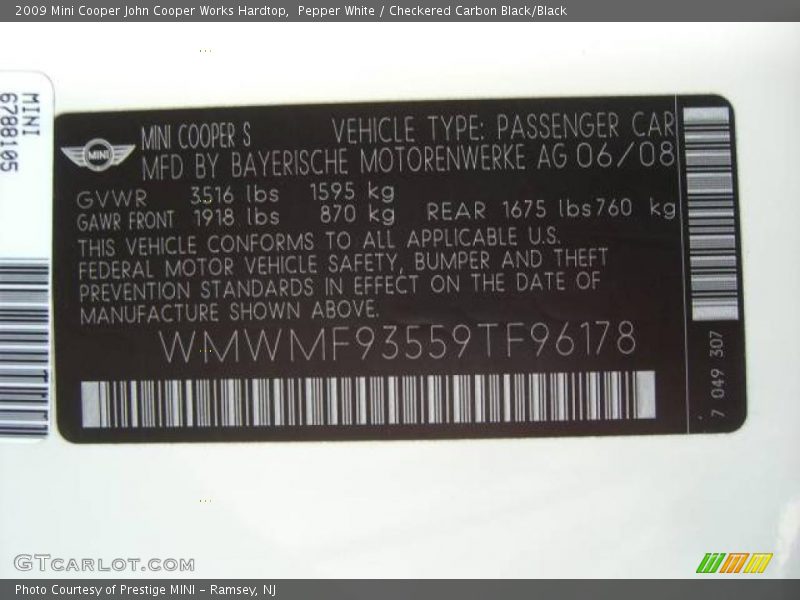 2009 Mini Cooper John Cooper Works Hardtop,  Pepper White / Checkered Carbon Black/Black
MINI
6788105
MINI
MINI COOPER S VEHICLE TYPE: PASSENGER CAR
MFD BY BAYERISCHE MOTORENWERKE AG 06/08
GVWR 3516 lbs 1595 kg
GAWR FRONT 1918 lbs 870 kg REAR 1675 lbs 760 kg
THIS VEHICLE CONFORMS TO ALL APPLICABLE U.S.
FEDERAL MOTOR VEHICLE SAFETY, BUMPER AND THEFT
PREVENTION STANDARDS IN EFFECT ON THE DATE OF
MANUFACTURE SHOWN ABOVE.
WMWMF93559TF96178
7 049 307
GTcarlot.com
Photo Courtesy of Prestige MINI - Ramsey, NJ